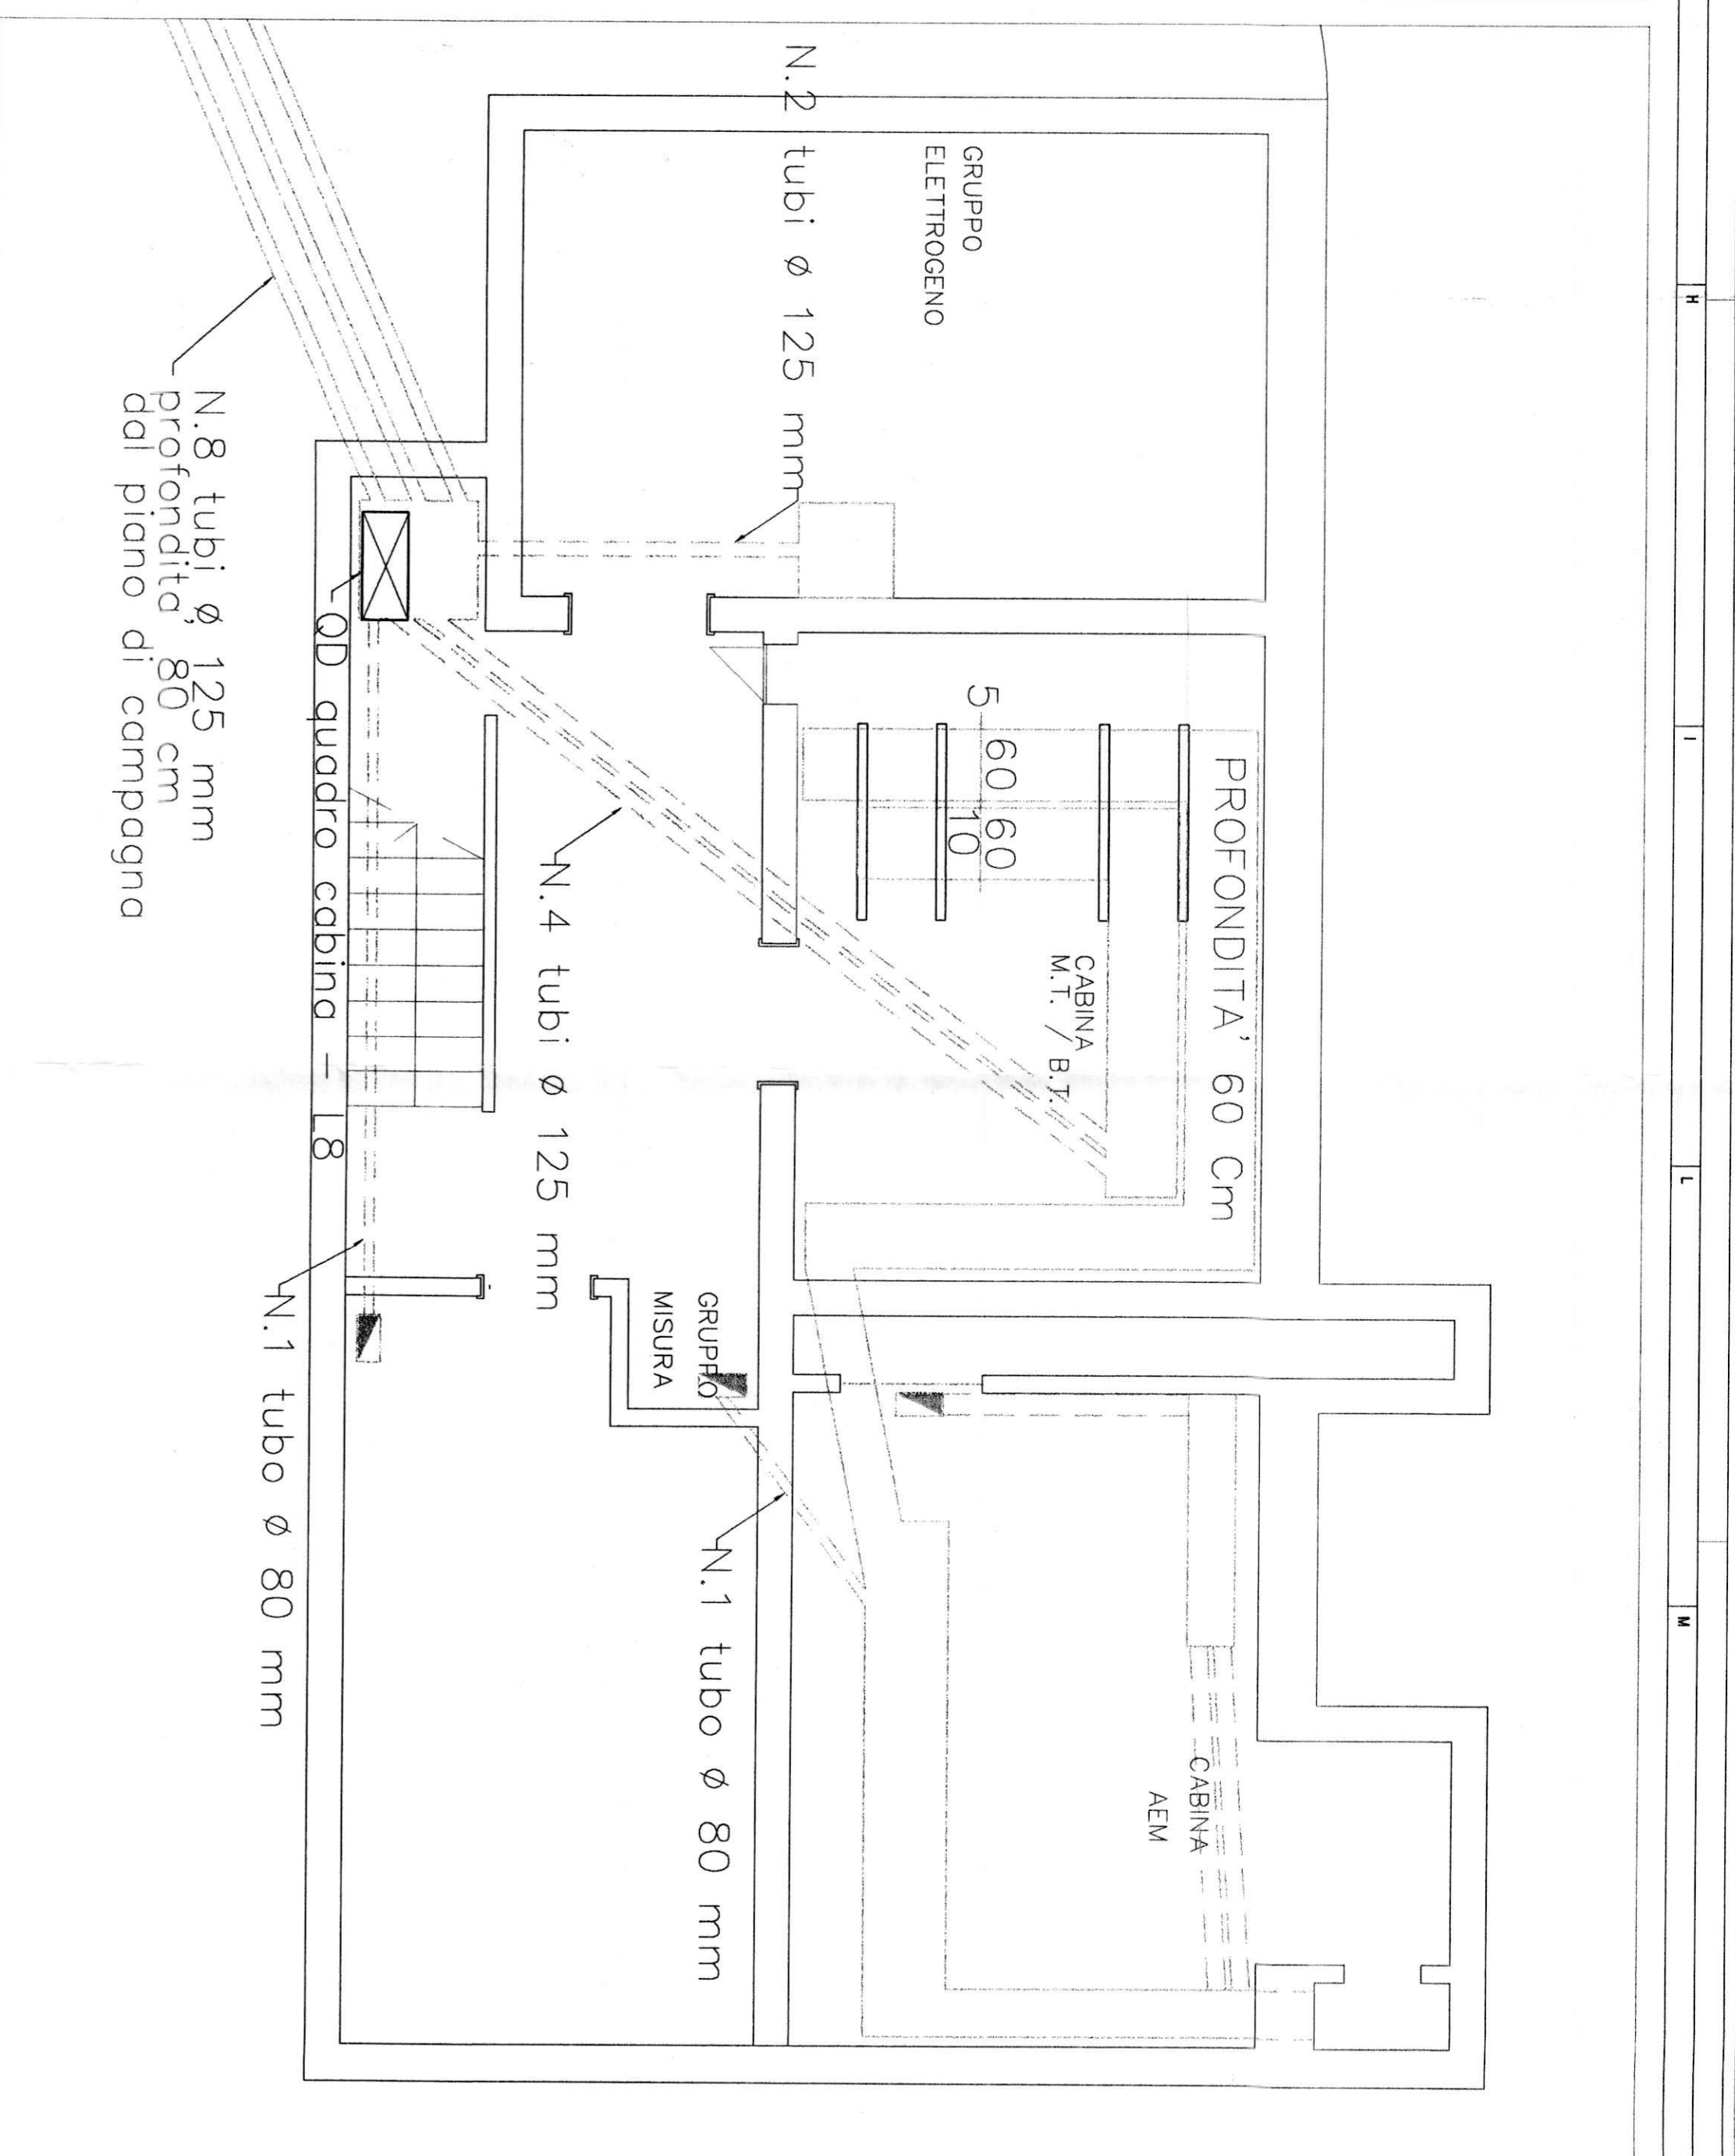 H
I
L
M
N.2 tubi ø 125 mm
GRUPPO
ELETTROGENO
PROFONDITA' 60 Cm
5
60
60
10
CABINA
M.T. / B.T.
N.4 tubi ø 125 mm
N.8 tubi ø 125 mm
profondita' 80 cm
dal piano di campagna
QD quadro cabina - L8
GRUPPO
MISURA
N.1 tubo ø 80 mm
N.1 tubo ø 80 mm
CABINA
AEM